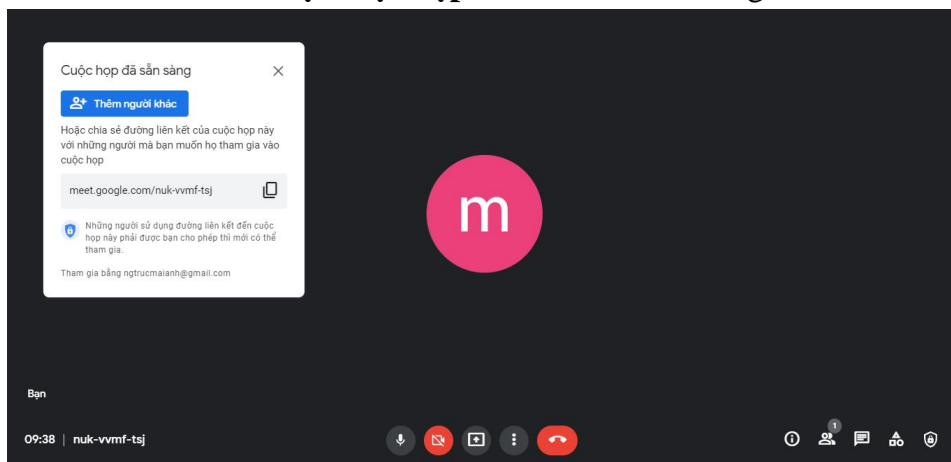 Cuộc họp đã sẵn sàng
Thêm người khác
Hoặc chia sẻ đường liên kết của cuộc họp này
với những người mà bạn muốn họ tham gia vào
cuộc họp
meet.google.com/nuk-vvmf-tsj
Những người sử dụng đường liên kết đến cuộc
họp này phải được bạn cho phép thì mới có thể
tham gia.
Tham gia bằng ngtrucmaianh@gmail.com
m
Bạn
09:38 | nuk-vvmf-tsj
1